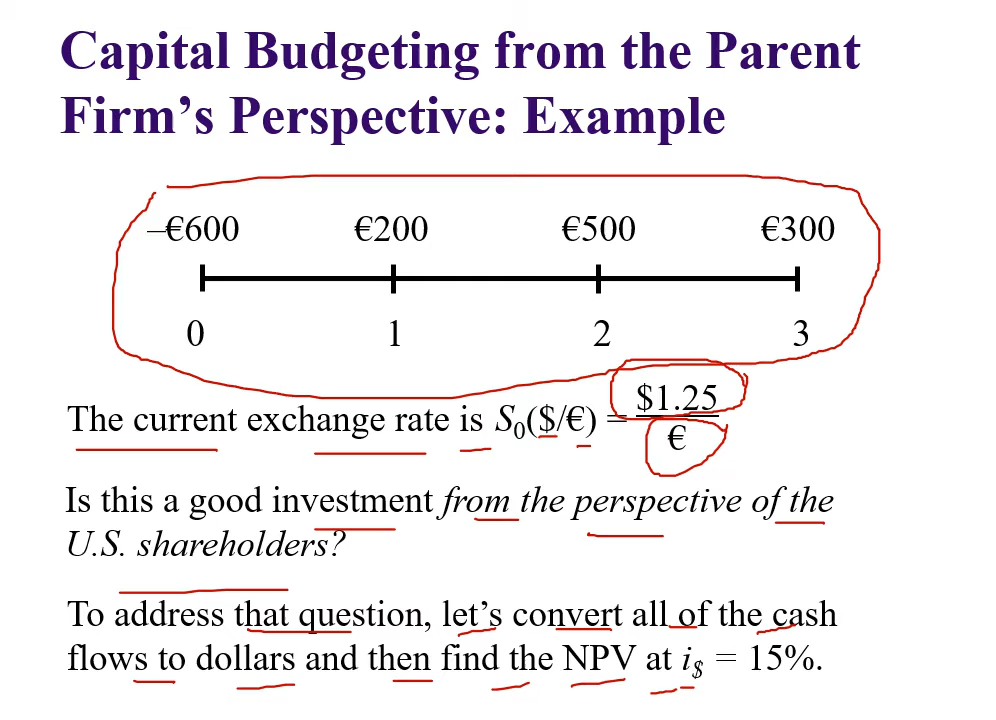 Capital Budgeting from the Parent
Firm's Perspective: Example
–€600 €200 €500 €300
0 1 2 3
The current exchange rate is S₀($/€) = $1.25
€
Is this a good investment from the perspective of the
U.S. shareholders?
To address that question, let's convert all of the cash
flows to dollars and then find the NPV at i$ = 15%.